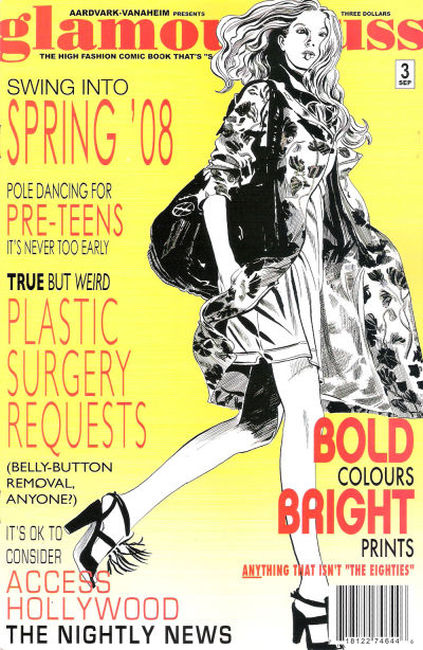 AARDVARK-VANAHEIM PRESENTS
THREE DOLLARS
glamou uss
THE HIGH FASHION COMIC BOOK THAT'S "S
3
SEP
SWING INTO
SPRING '08
POLE DANCING FOR
PRE-TEENS
IT'S NEVER TOO EARLY
TRUE BUT WEIRD
PLASTIC
SURGERY
REQUESTS
(BELLY-BUTTON
REMOVAL,
ANYONE?)
IT'S OK TO
CONSIDER
ACCESS
HOLLYWOOD
THE NIGHTLY NEWS
BOLD
COLOURS
BRIGHT
PRINTS
ANYTHING THAT ISN'T "THE EIGHTIES"
18122 74644 6